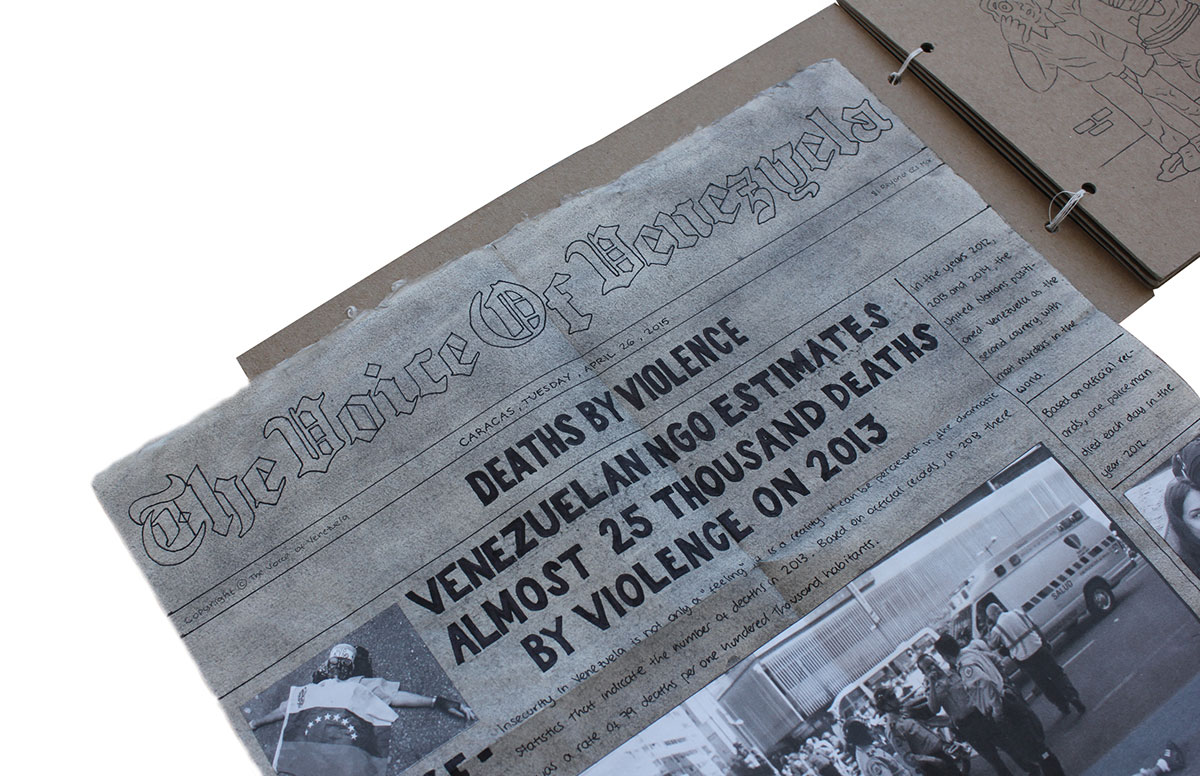 The Voice Of Venezuela
Copyright © The Voice of Venezuela
CARACAS, TUESDAY, APRIL 26, 2015
DEATHS BY VIOLENCE
VENEZUELAN NGO ESTIMATES
ALMOST 25 THOUSAND DEATHS
BY VIOLENCE ON 2013
"Insecurity in Venezuela is not only a "feeling", it is a reality. It can be perceived in the dramatic
statistics that indicate the number of deaths in 2013. Based on official records, in 2013 there
was a rate of 79 deaths per one hundered thousand habitants.
In the years 2012,
2013 and 2014, the
United Nations positi-
oned Venezuela as the
second country with
most murders in the
world.
Based on official rec-
ords, one policeman
died each day in the
year 2012.
SALUD